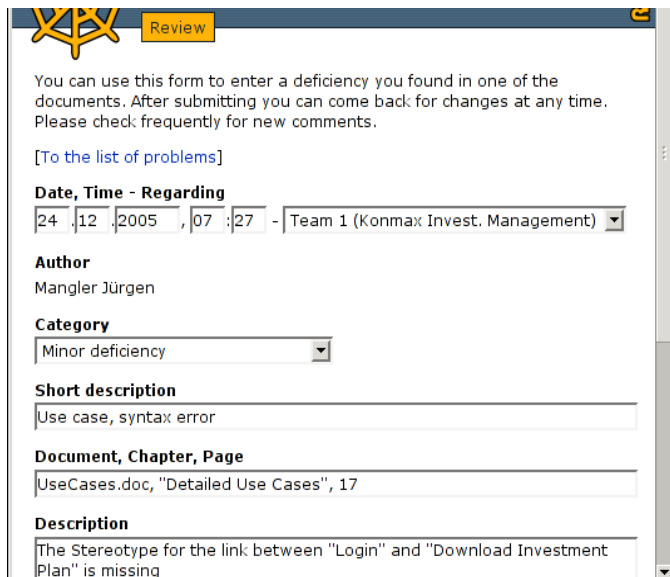 Review
You can use this form to enter a deficiency you found in one of the
documents. After submitting you can come back for changes at any time.
Please check frequently for new comments.
[To the list of problems]
Date, Time - Regarding
24 .12 .2005 , 07 :27 - Team 1 (Konmax Invest. Management)
Author
Mangler Jürgen
Category
Minor deficiency
Short description
Use case, syntax error
Document, Chapter, Page
UseCases.doc, "Detailed Use Cases", 17
Description
The Stereotype for the link between "Login" and "Download Investment
Plan" is missing